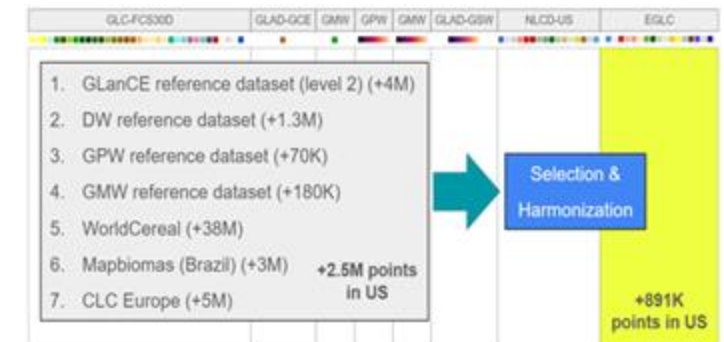 GLC-FCS30D GLAD-GCE GMW GPW GMW GLAD-GSW NLCD-US EGLC
1. GLanCE reference dataset (level 2) (+4M)
2. DW reference dataset (+1.3M)
3. GPW reference dataset (+70K)
4. GMW reference dataset (+180K)
5. WorldCereal (+38M)
6. Mapbiomas (Brazil) (+3M)
7. CLC Europe (+5M)
+2.5M points
in US
Selection &
Harmonization
+891K
points in US